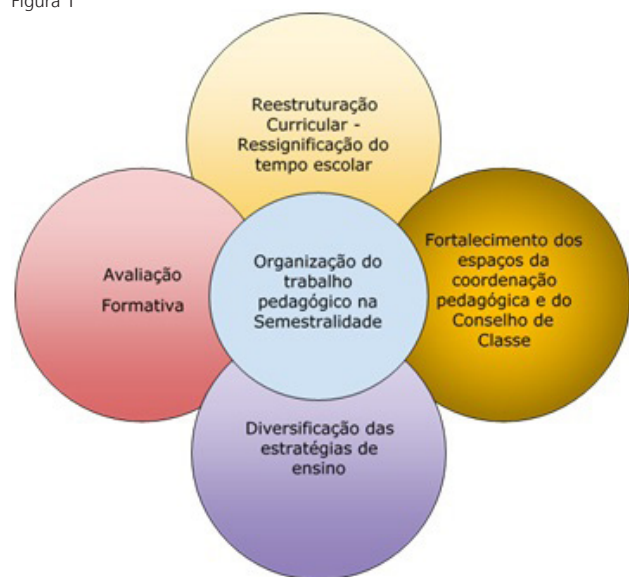 Figura 1
Reestruturação
Curricular -
Ressignificação do
tempo escolar
Avaliação
Formativa
Organização do
trabalho
pedagógico na
Semestralidade
Fortalecimento dos
espaços da
coordenação
pedagógica e do
Conselho de
Classe
Diversificação das
estratégias de
ensino